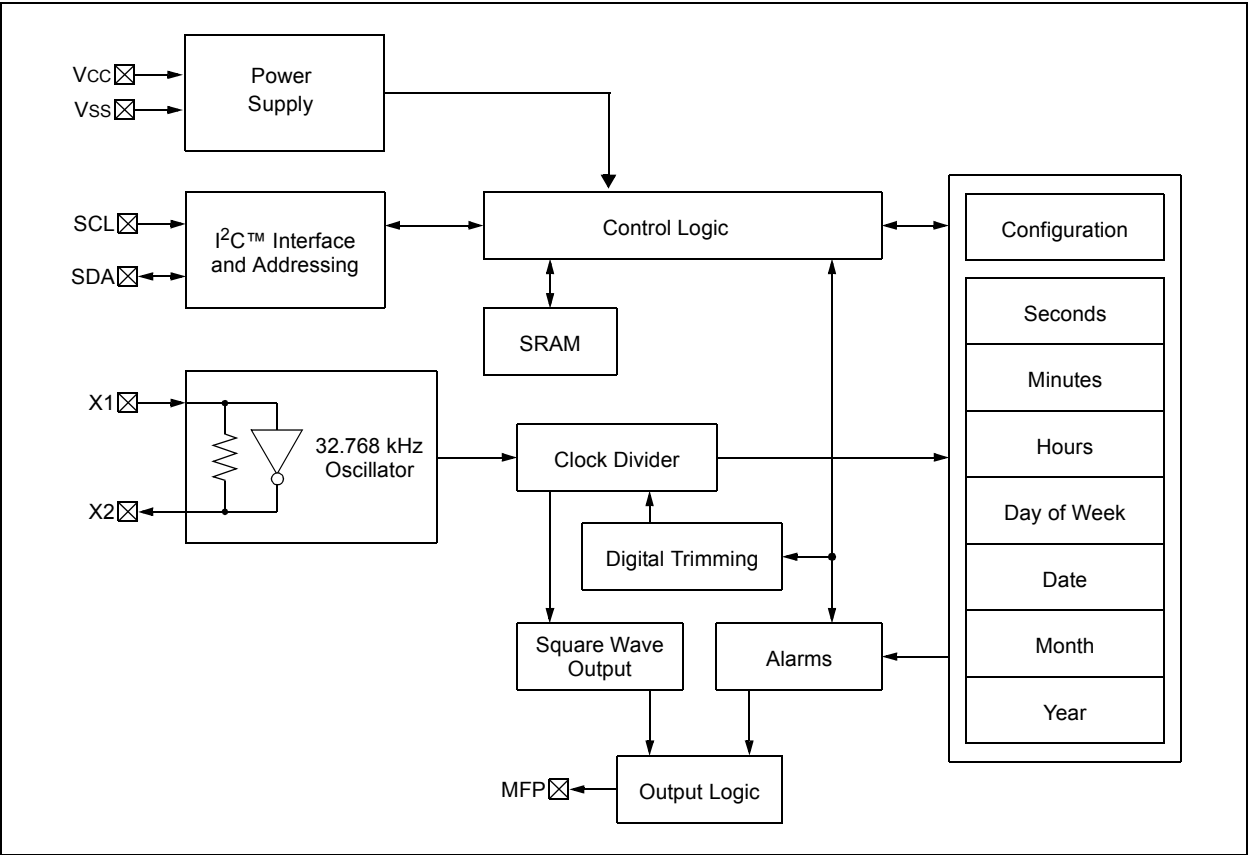 VCC
VSS
Power
Supply
SCL
SDA
I2C™ Interface
and Addressing
Control Logic
SRAM
Configuration
Seconds
Minutes
Hours
Day of Week
Date
Month
Year
X1
X2
32.768 kHz
Oscillator
Clock Divider
Digital Trimming
Square Wave
Output
Alarms
MFP
Output Logic